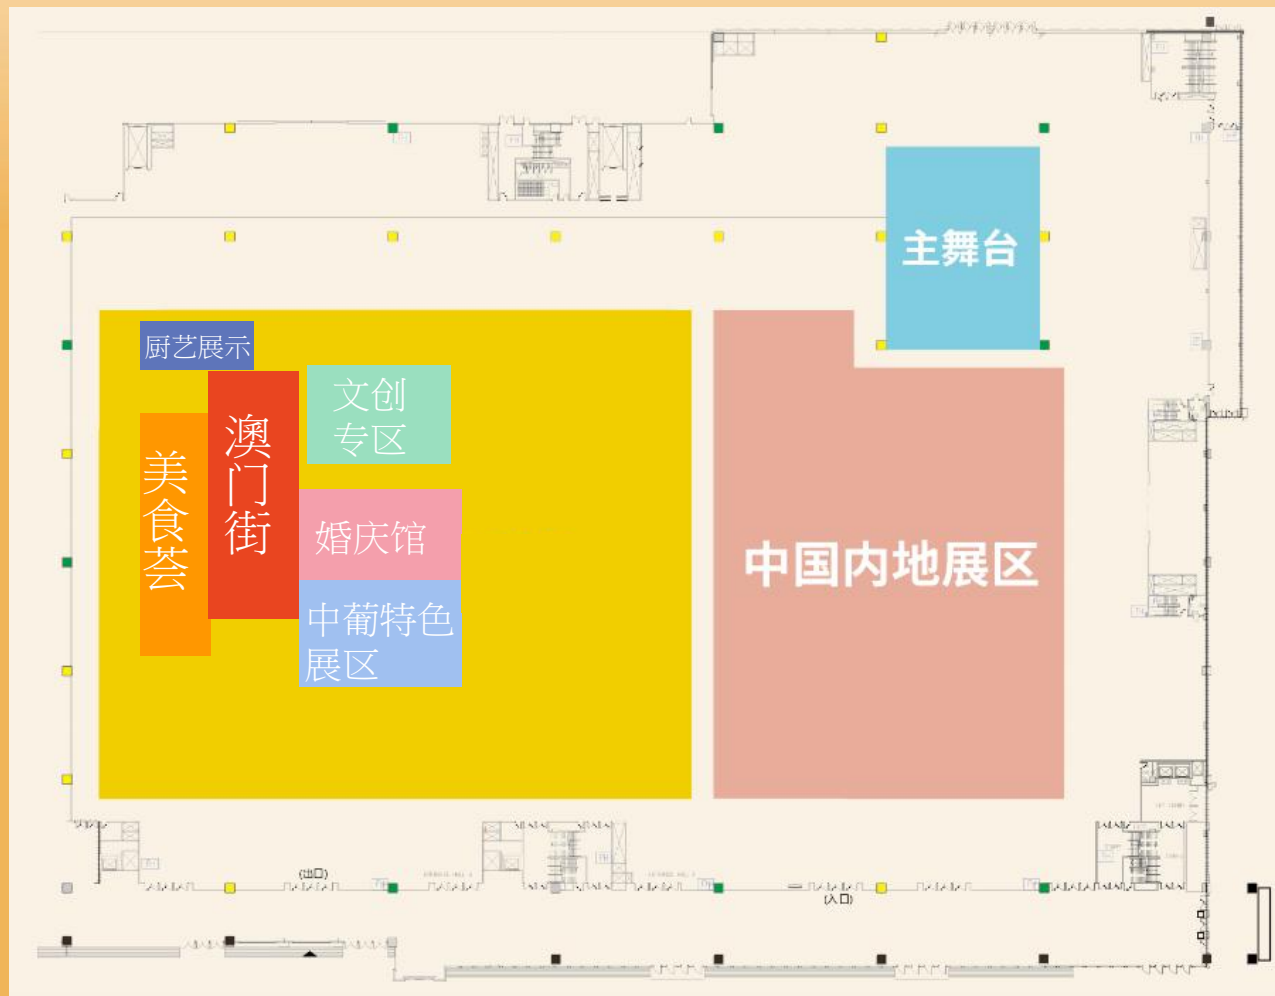 主舞台
厨艺展示
澳门街
文创
专区
美食荟
婚庆馆
中国内地展区
中葡特色
展区
(出口)
(入口)